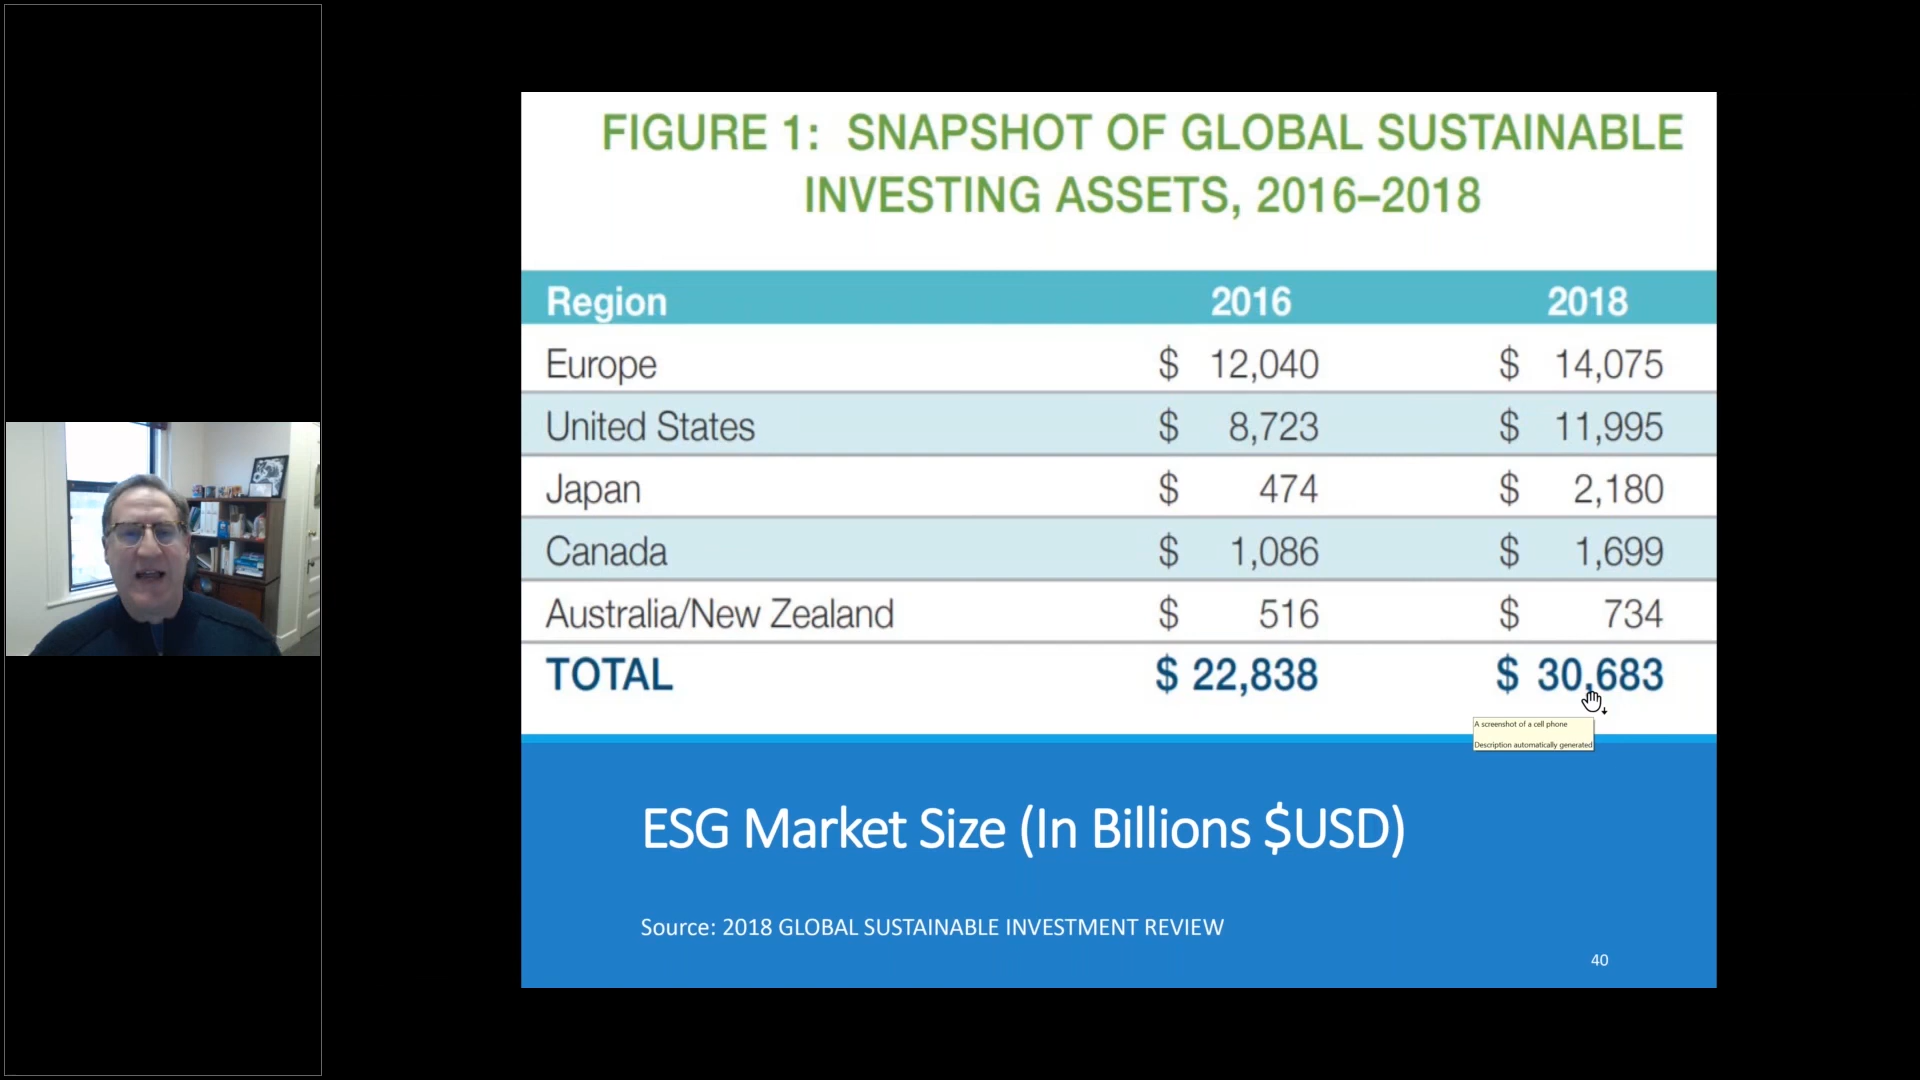 FIGURE 1: SNAPSHOT OF GLOBAL SUSTAINABLE
INVESTING ASSETS, 2016–2018
Region 2016 2018
Europe $ 12,040 $ 14,075
United States $ 8,723 $ 11,995
Japan $ 474 $ 2,180
Canada $ 1,086 $ 1,699
Australia/New Zealand $ 516 $ 734
TOTAL $ 22,838 $ 30,683
A screenshot of a cell phone
Description automatically generated
ESG Market Size (In Billions $USD)
Source: 2018 GLOBAL SUSTAINABLE INVESTMENT REVIEW
40